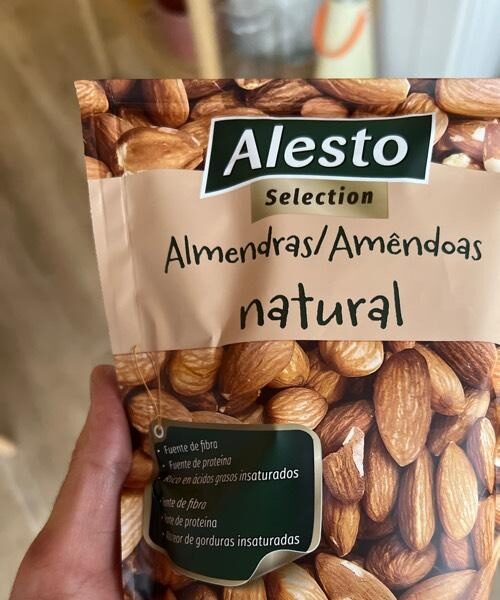 Alesto
Selection
Almendras/Amêndoas
natural
• Fuente de fibra
• Fuente de proteína
en ácidos grasos insaturados
de fibra
de proteina
de gorduras insaturadas